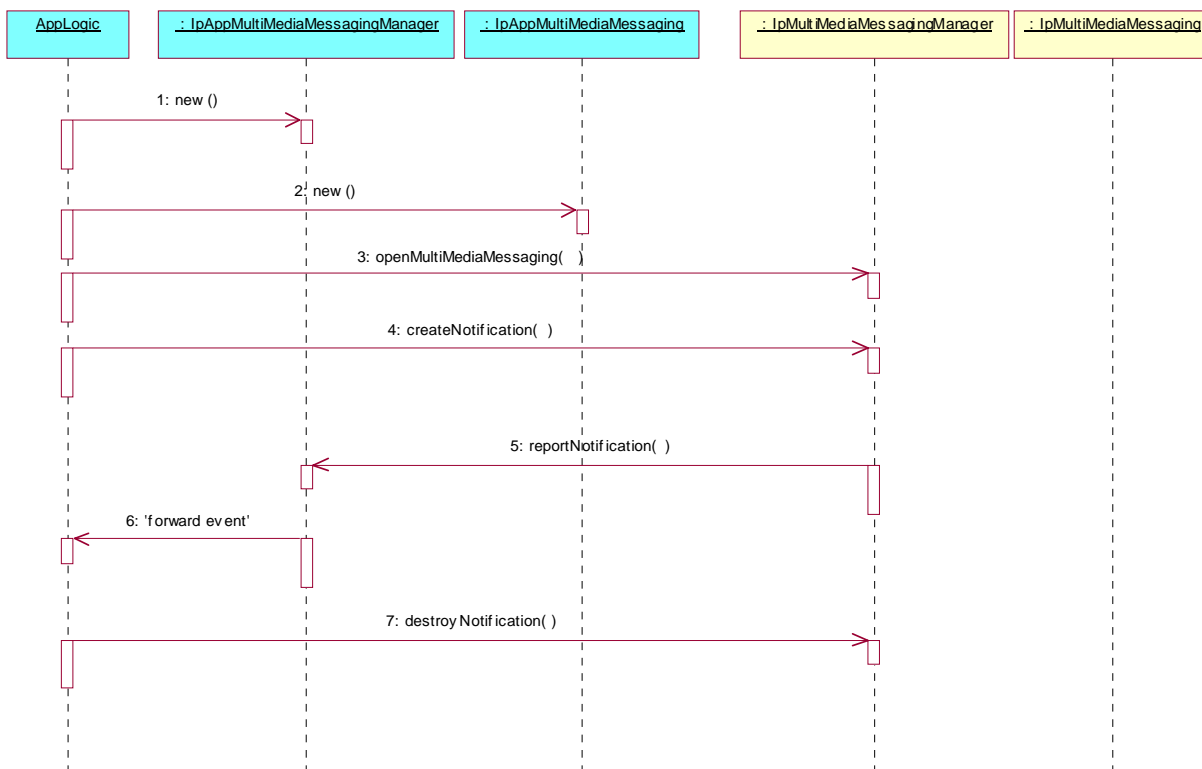 AppLogic
: IpAppMultiMediaMessagingManager
: IpAppMultiMediaMessaging
: IpMultiMediaMessagingManager
: IpMultiMediaMessaging
1: new ()
2: new ()
3: openMultiMediaMessaging( )
4: createNotification( )
5: reportNotification( )
6: 'forward event'
7: destroyNotification( )